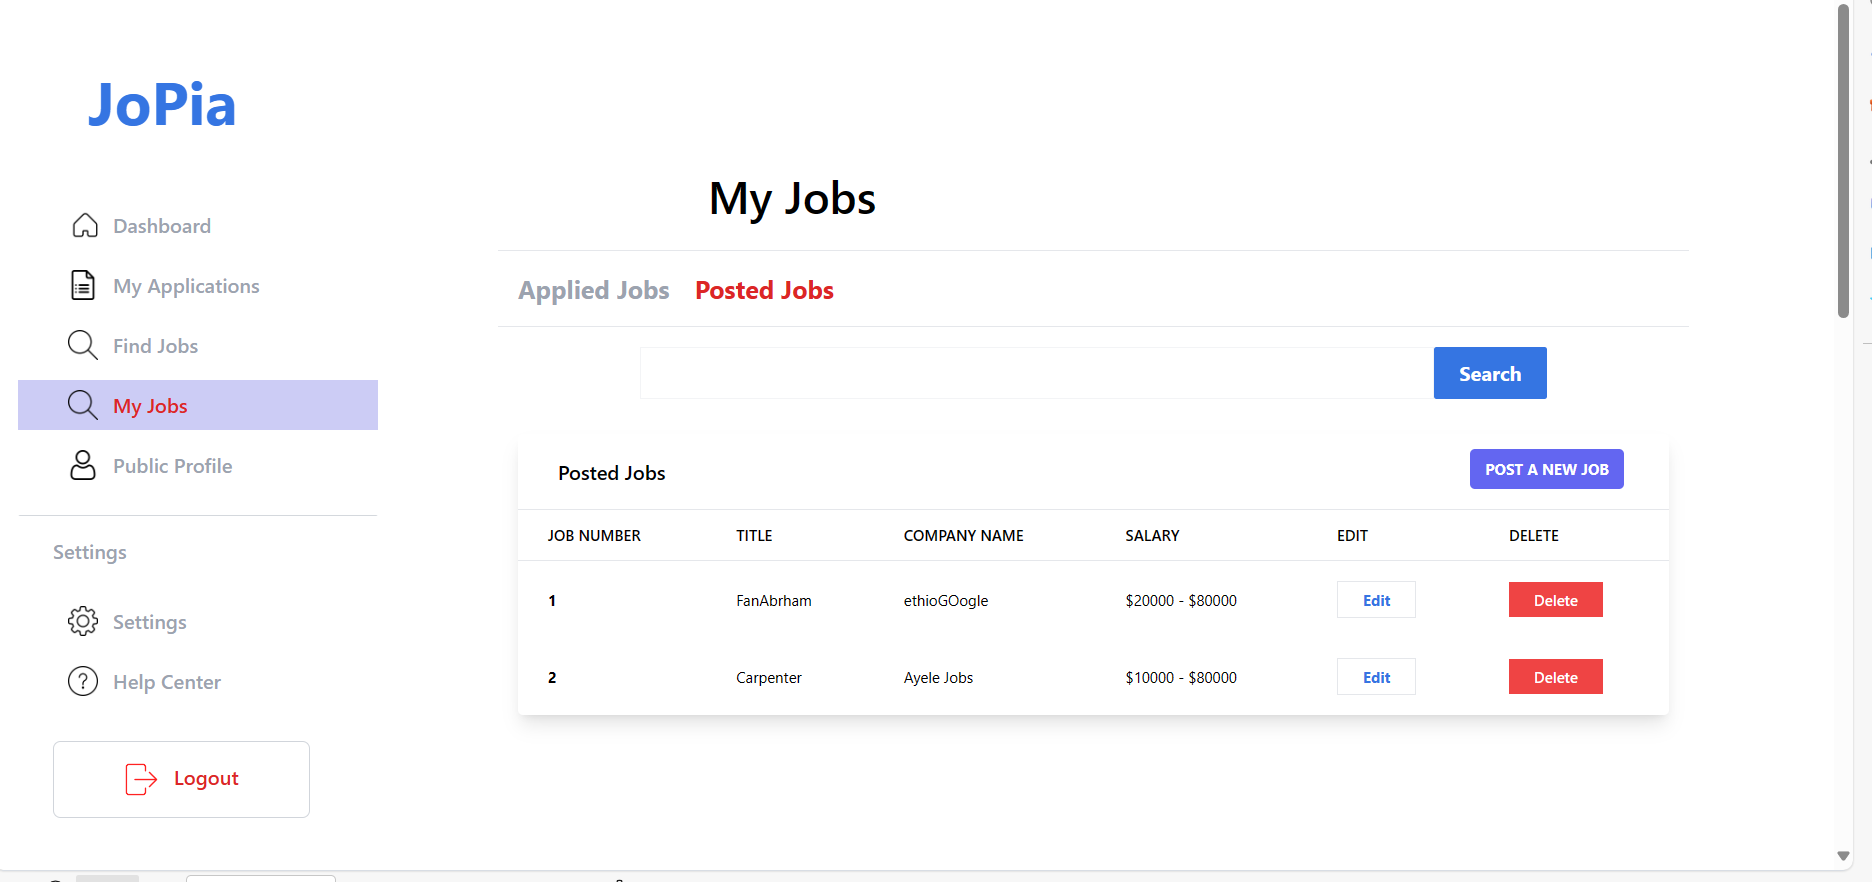 JoPia
Dashboard
My Applications
Find Jobs
My Jobs
Public Profile
Settings
Settings
? Help Center
Logout
My Jobs
Applied Jobs Posted Jobs
Search
Posted Jobs POST A NEW JOB
JOB NUMBER TITLE COMPANY NAME SALARY EDIT DELETE
1 FanAbrham ethioGOogle $20000 - $80000 Edit Delete
2 Carpenter Ayele Jobs $10000 - $80000 Edit Delete